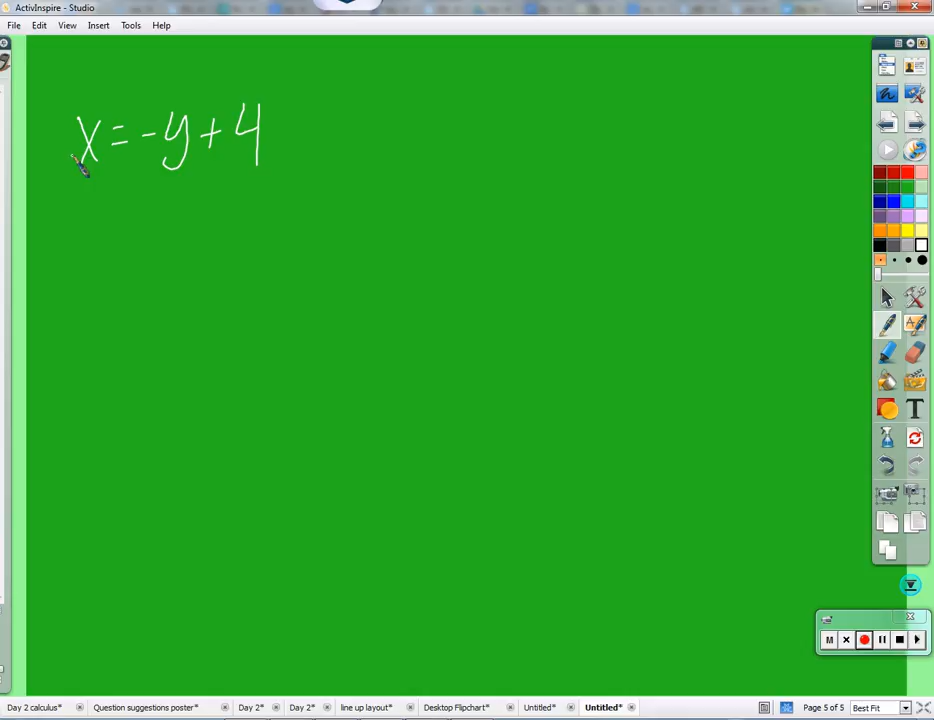 ActivInspire - Studio
File Edit View Insert Tools Help
x = -y + 4
M
Day 2 calculus* Question suggestions poster* Day 2* Day 2* line up layout* Desktop Flipchart* Untitled* Untitled* Page 5 of 5 Best Fit